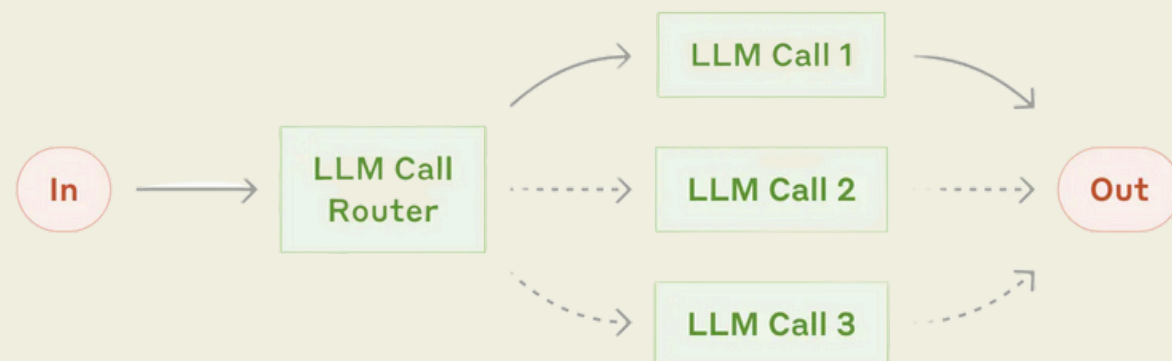 In
LLM Call
Router
LLM Call 1
LLM Call 2
LLM Call 3
Out